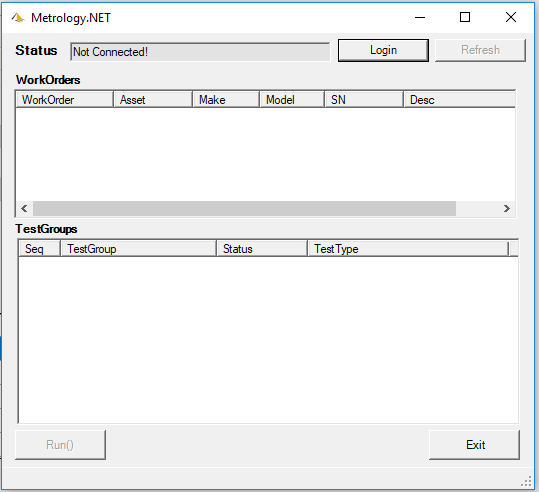 Metrology.NET
Status Not Connected! Login Refresh
WorkOrders
WorkOrder Asset Make Model SN Desc
TestGroups
Seq TestGroup Status TestType
Run() Exit